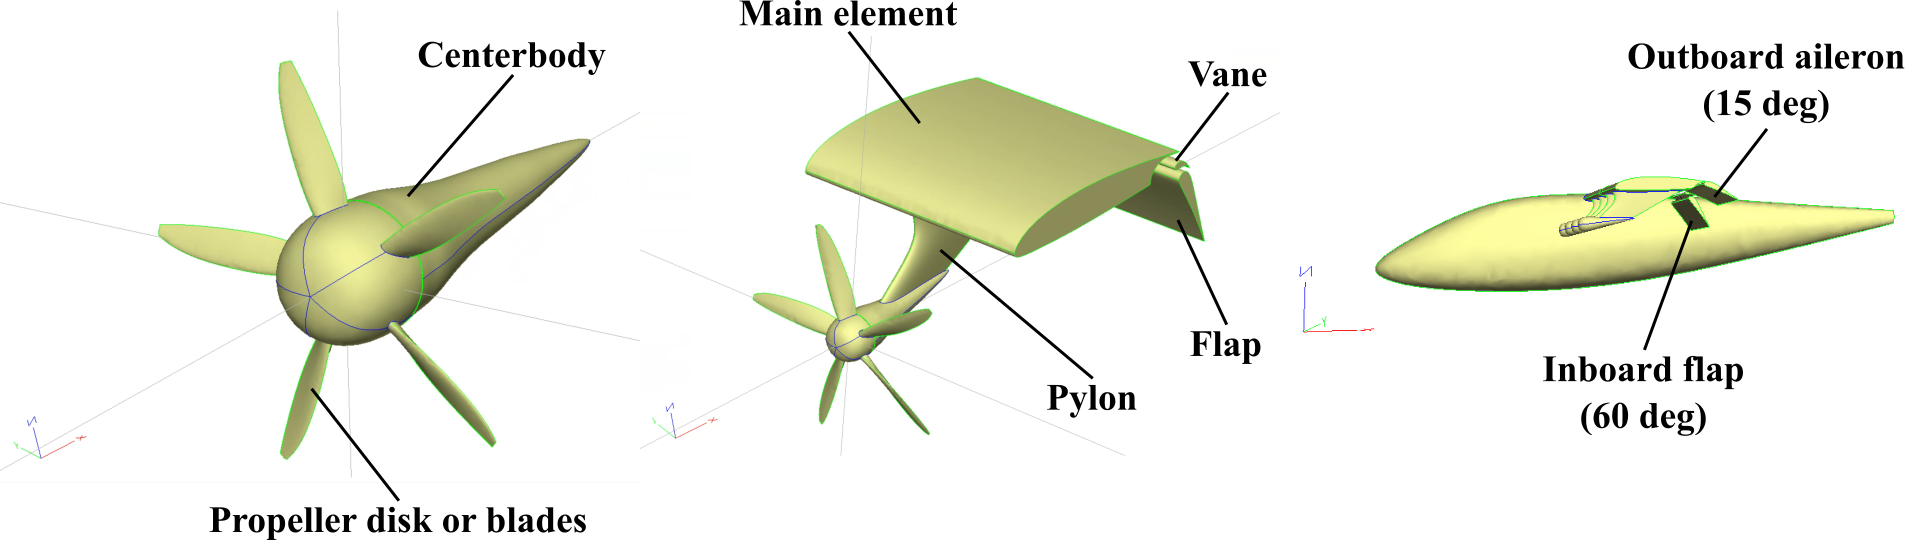 Centerbody
Propeller disk or blades
Main element
Vane
Flap
Pylon
Outboard aileron
(15 deg)
Inboard flap
(60 deg)